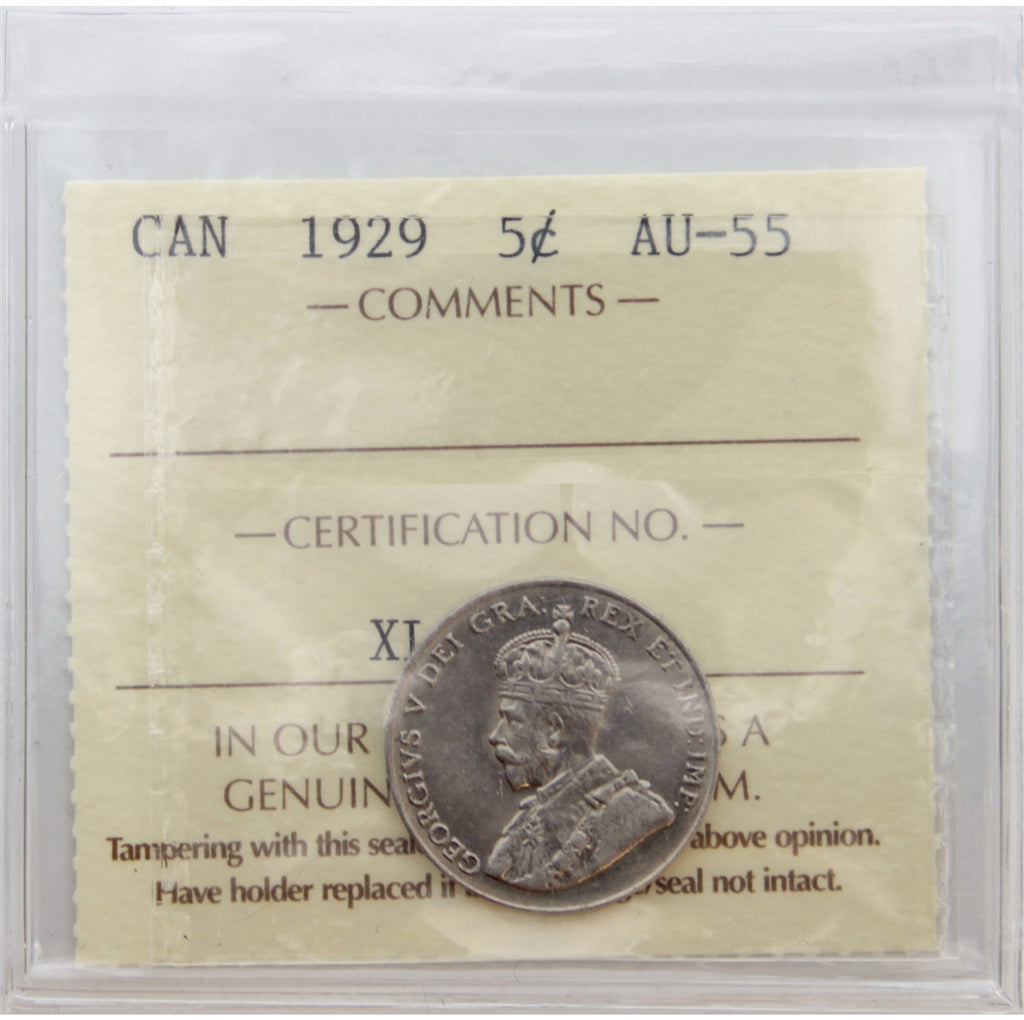 CAN 1929 5¢ AU-55
— COMMENTS —
— CERTIFICATION NO. —
XI
IN OUR A
GENUIN M.
Tampering with this seal above opinion.
Have holder replaced if seal not intact.
GEORGIVS V DEI GRA: REX ET IND: IMP: